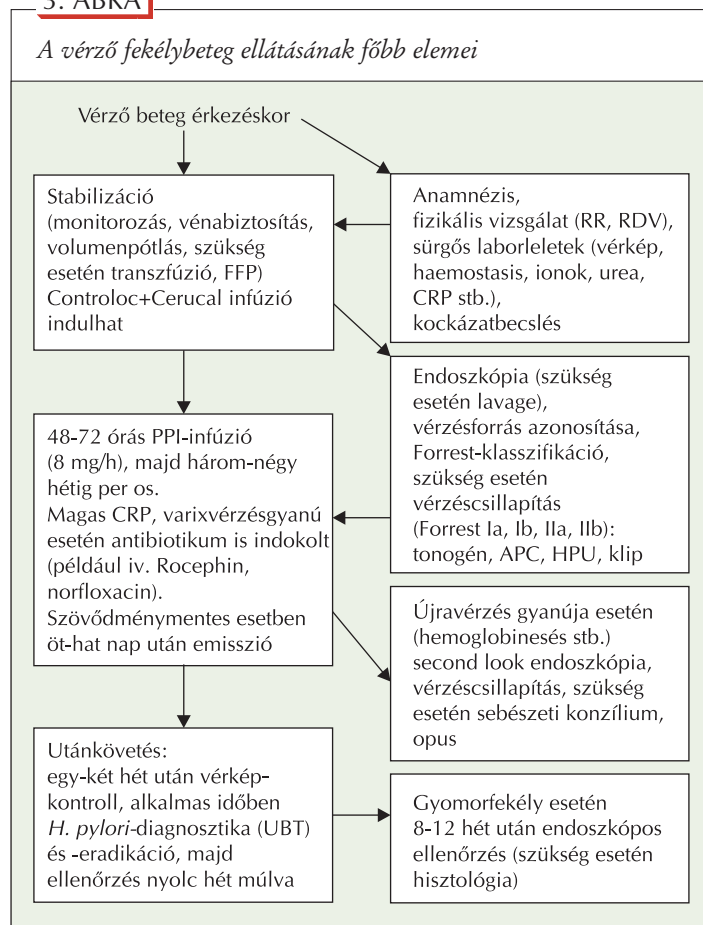 3. ÁBRA
A vérző fekélybeteg ellátásának főbb elemei
Vérző beteg érkezéskor
Stabilizáció
(monitorozás, vénabiztosítás,
volumenpótlás, szükség
esetén transzfúzió, FFP)
Controloc+Cerucal infúzió
indulhat
Anamnézis,
fizikális vizsgálat (RR, RDV),
sürgős laborleletek (vérkép,
haemostasis, ionok, urea,
CRP stb.),
kockázatbecslés
Endoszkópia (szükség
esetén lavage),
vérzésforrás azonosítása,
Forrest-klasszifikáció,
szükség esetén
vérzéscsillapítás
(Forrest Ia, Ib, IIa, IIb):
tonogén, APC, HPU, klip
48-72 órás PPI-infúzió
(8 mg/h), majd három-négy
hétig per os.
Magas CRP, varixvérzésgyanú
esetén antibiotikum is indokolt
(például iv. Rocephin,
norfloxacin).
Szövődménymentes esetben
öt-hat nap után emisszió
Újravérzés gyanúja esetén
(hemoglobinesés stb.)
second look endoszkópia,
vérzéscsillapítás, szükség
esetén sebészeti konzílium,
opus
Utánkövetés:
egy-két hét után vérkép-
kontroll, alkalmas időben
H. pylori-diagnosztika (UBT)
és -eradikáció, majd
ellenőrzés nyolc hét múlva
Gyomorfekély esetén
8-12 hét után endoszkópos
ellenőrzés (szükség esetén
hisztológia)